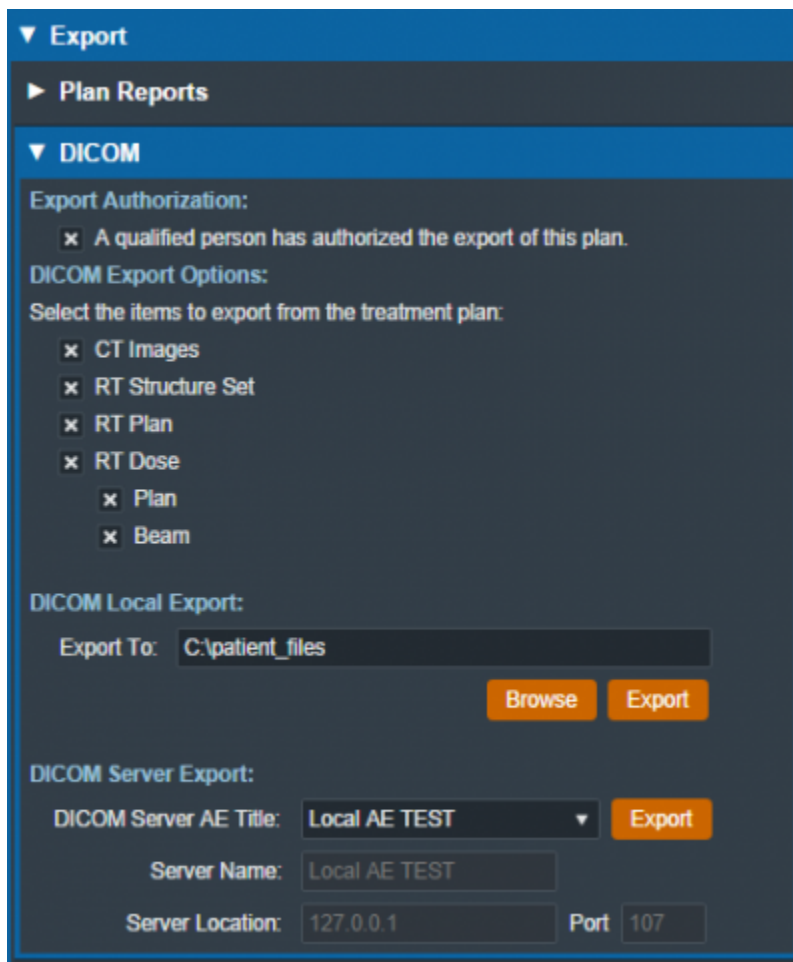 Export
Plan Reports
DICOM
Export Authorization:
A qualified person has authorized the export of this plan.
DICOM Export Options:
Select the items to export from the treatment plan:
CT Images
RT Structure Set
RT Plan
RT Dose
Plan
Beam
DICOM Local Export:
Export To: C:\patient_files
Browse Export
DICOM Server Export:
DICOM Server AE Title: Local AE TEST Export
Server Name: Local AE TEST
Server Location: 127.0.0.1 Port 107